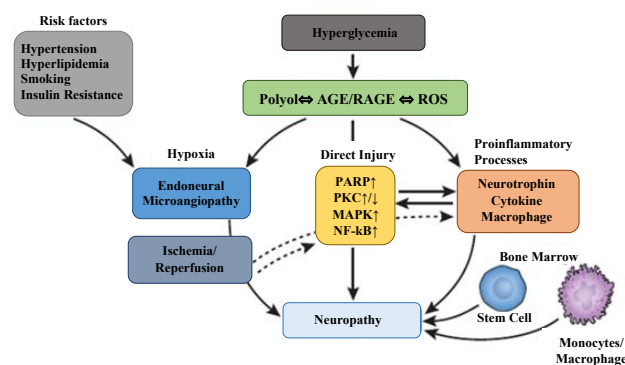 Risk factors
Hypertension
Hyperlipidemia
Smoking
Insulin Resistance
Hyperglycemia
Polyol⇔ AGE/RAGE ⇔ ROS
Hypoxia
Endoneural
Microangiopathy
Ischemia/
Reperfusion
Direct Injury
PARP↑
PKC↑/↓
MAPK↑
NF-kB↑
Proinflammatory
Processes
Neurotrophin
Cytokine
Macrophage
Neuropathy
Bone Marrow
Stem Cell
Monocytes/
Macrophage